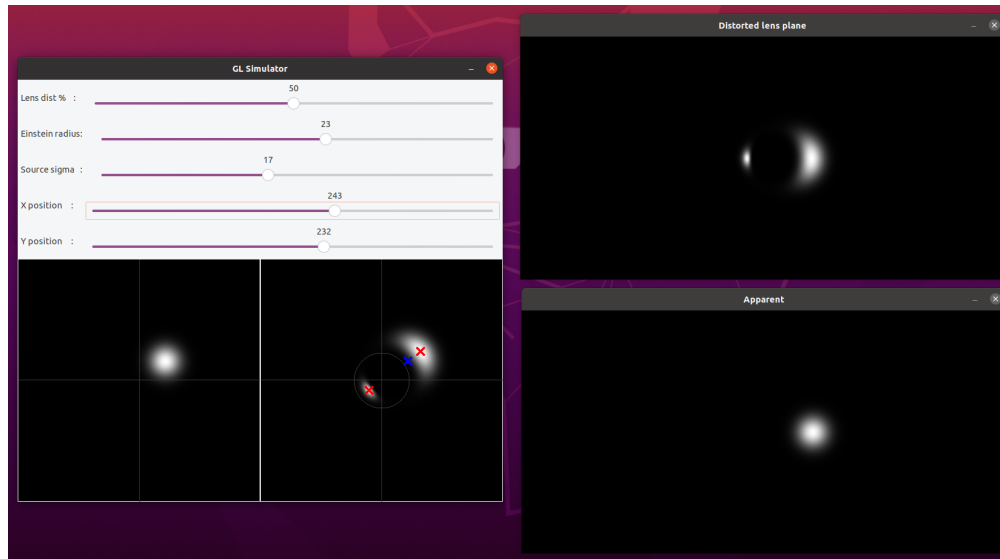 Distorted lens plane
GL Simulator
50
Lens dist % :
23
Einstein radius:
17
Source sigma :
243
X position :
232
Y position :
Apparent